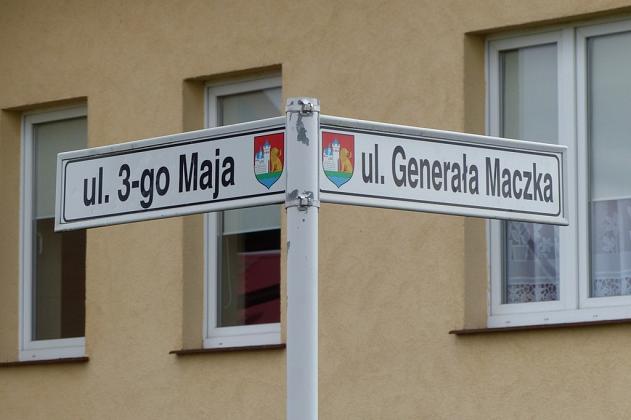 ul. 3-go Maja
ul. Generała Maczka